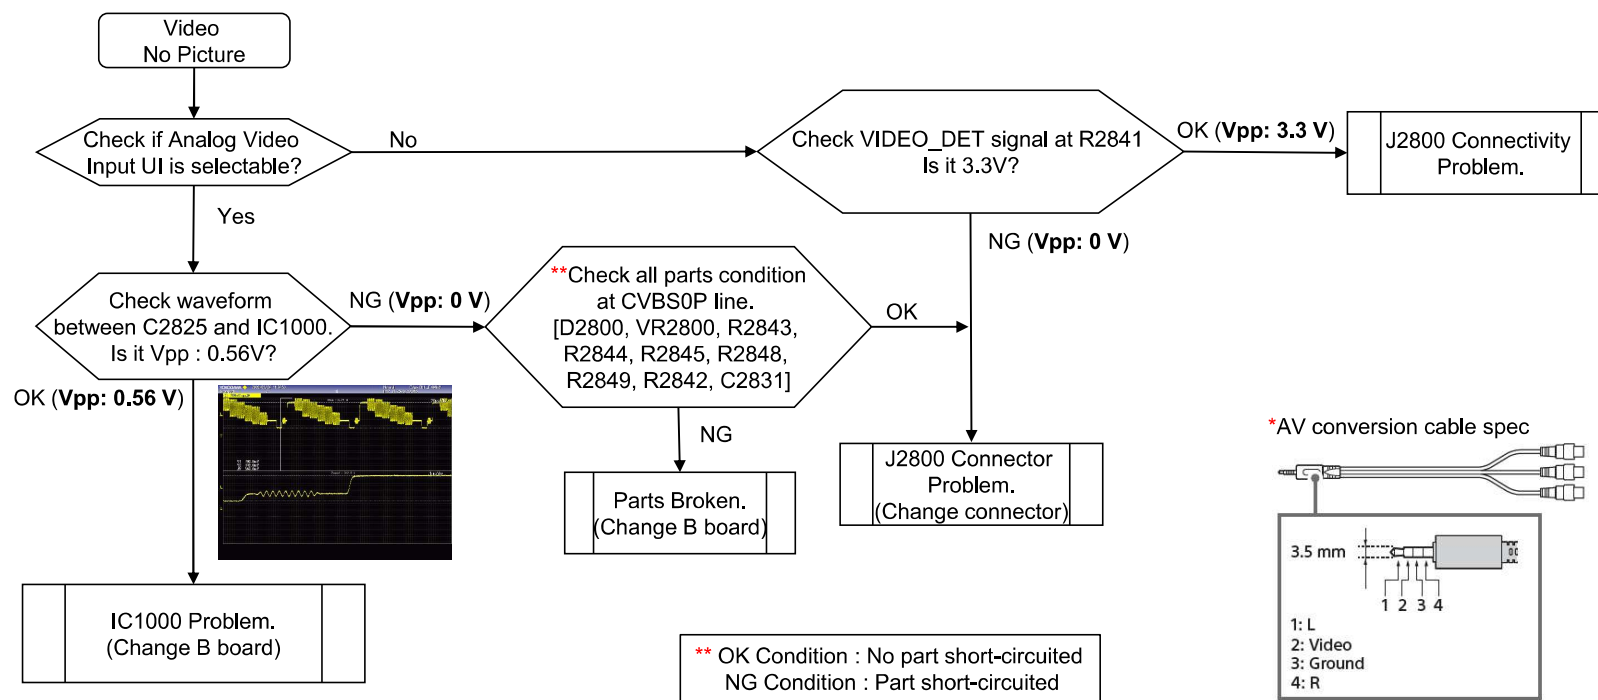 Video
No Picture
Check if Analog Video
Input UI is selectable?
No
Check VIDEO_DET signal at R2841
Is it 3.3V?
OK (Vpp: 3.3 V)
J2800 Connectivity
Problem.
Yes
NG (Vpp: 0 V)
Check waveform
between C2825 and IC1000.
Is it Vpp : 0.56V?
NG (Vpp: 0 V)
**Check all parts condition
at CVBS0P line.
[D2800, VR2800, R2843,
R2844, R2845, R2848,
R2849, R2842, C2831]
OK
OK (Vpp: 0.56 V)
NG
J2800 Connector
Problem.
(Change connector)
Parts Broken.
(Change B board)
IC1000 Problem.
(Change B board)
*AV conversion cable spec
3.5 mm
1 2 3 4
1: L
2: Video
3: Ground
4: R
** OK Condition : No part short-circuited
NG Condition : Part short-circuited